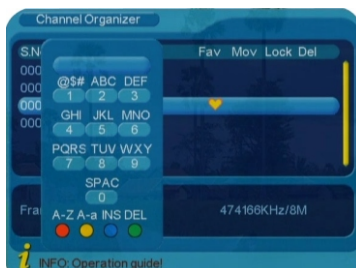 Channel Organizer
S.N Fav Mov Lock Del
000
000
000
000
@$# ABC DEF
1 2 3
GHI JKL MNO
4 5 6
PQRS TUV WXY
7 8 9
SPAC
0
A-Z A-a INS DEL
Fra 474166KHz/8M
INFO: Operation guide!